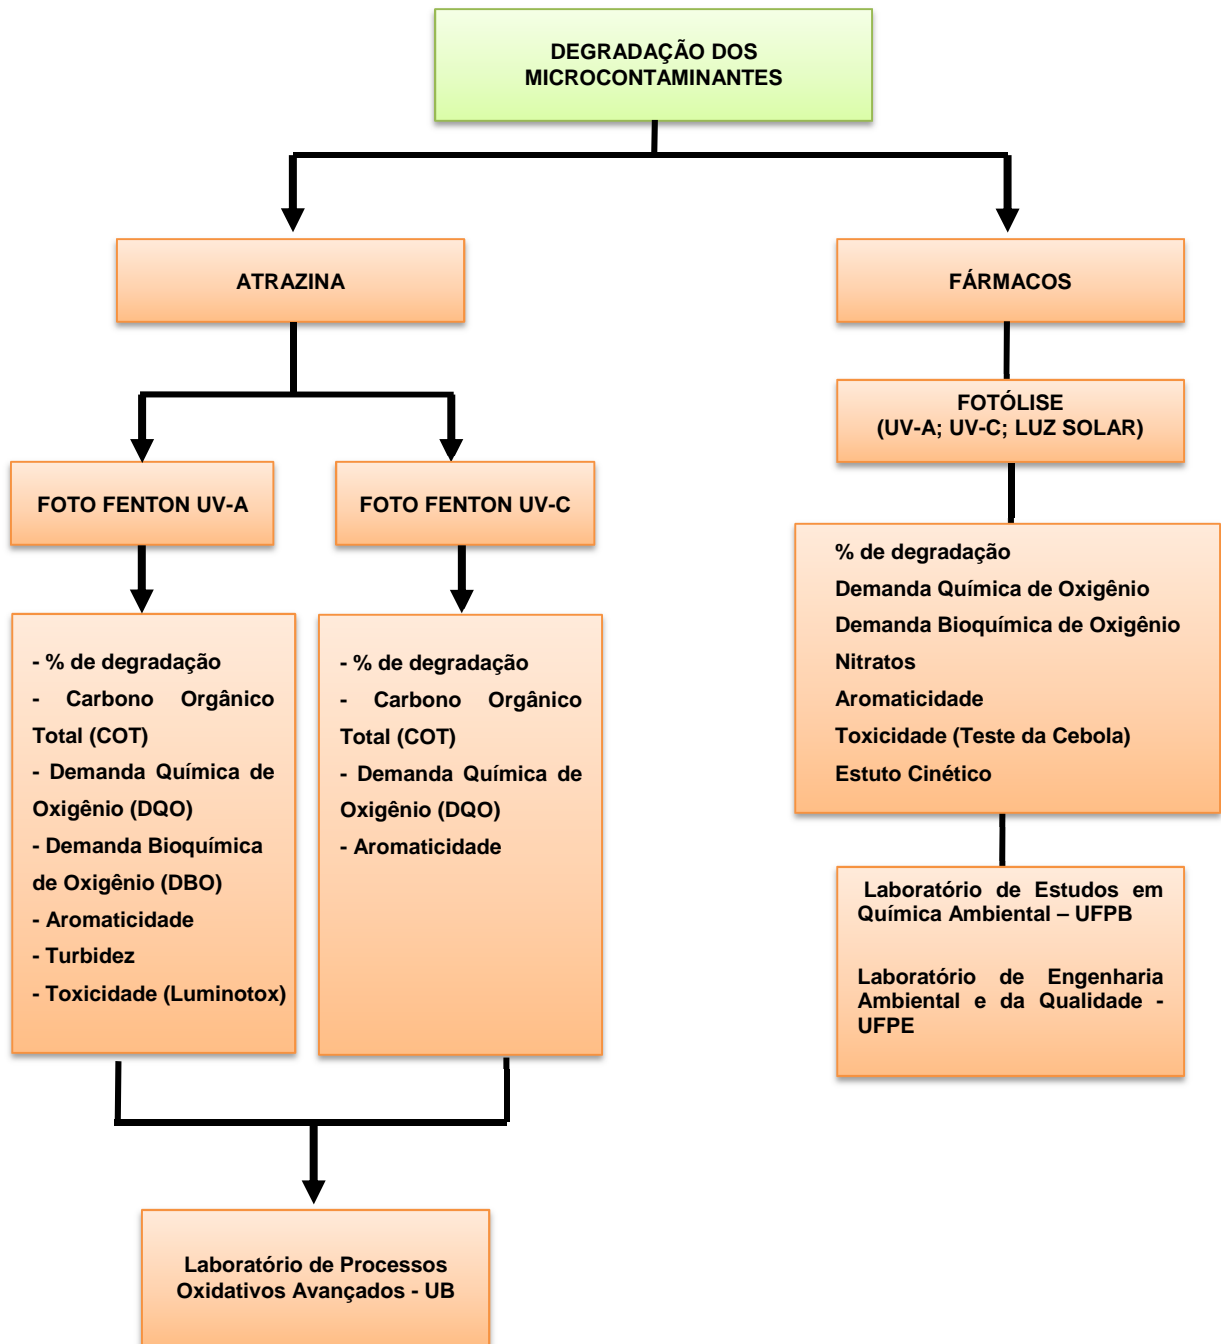 DEGRADAÇÃO DOS
MICROCONTAMINANTES
ATRAZINA
FÁRMACOS
FOTÓLISE
(UV-A; UV-C; LUZ SOLAR)
FOTO FENTON UV-A
FOTO FENTON UV-C
- % de degradação
- Carbono Orgânico
Total (COT)
- Demanda Química de
Oxigênio (DQO)
- Demanda Bioquímica
de Oxigênio (DBO)
- Aromaticidade
- Turbidez
- Toxicidade (Luminotox)
- % de degradação
- Carbono Orgânico
Total (COT)
- Demanda Química de
Oxigênio (DQO)
- Aromaticidade
% de degradação
Demanda Química de Oxigênio
Demanda Bioquímica de Oxigênio
Nitratos
Aromaticidade
Toxicidade (Teste da Cebola)
Estuto Cinético
Laboratório de Estudos em
Química Ambiental – UFPB
Laboratório de Engenharia
Ambiental e da Qualidade -
UFPE
Laboratório de Processos
Oxidativos Avançados - UB